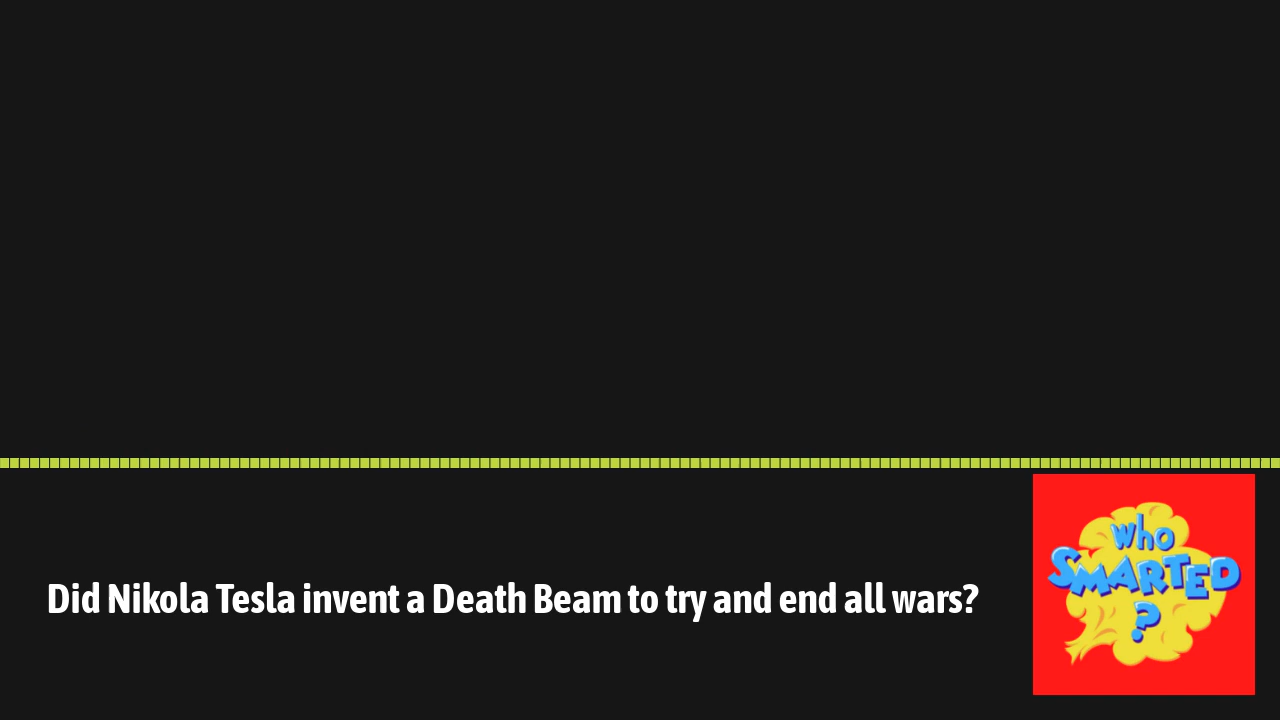 Did Nikola Tesla invent a Death Beam to try and end all wars?
who
SMARTED
?